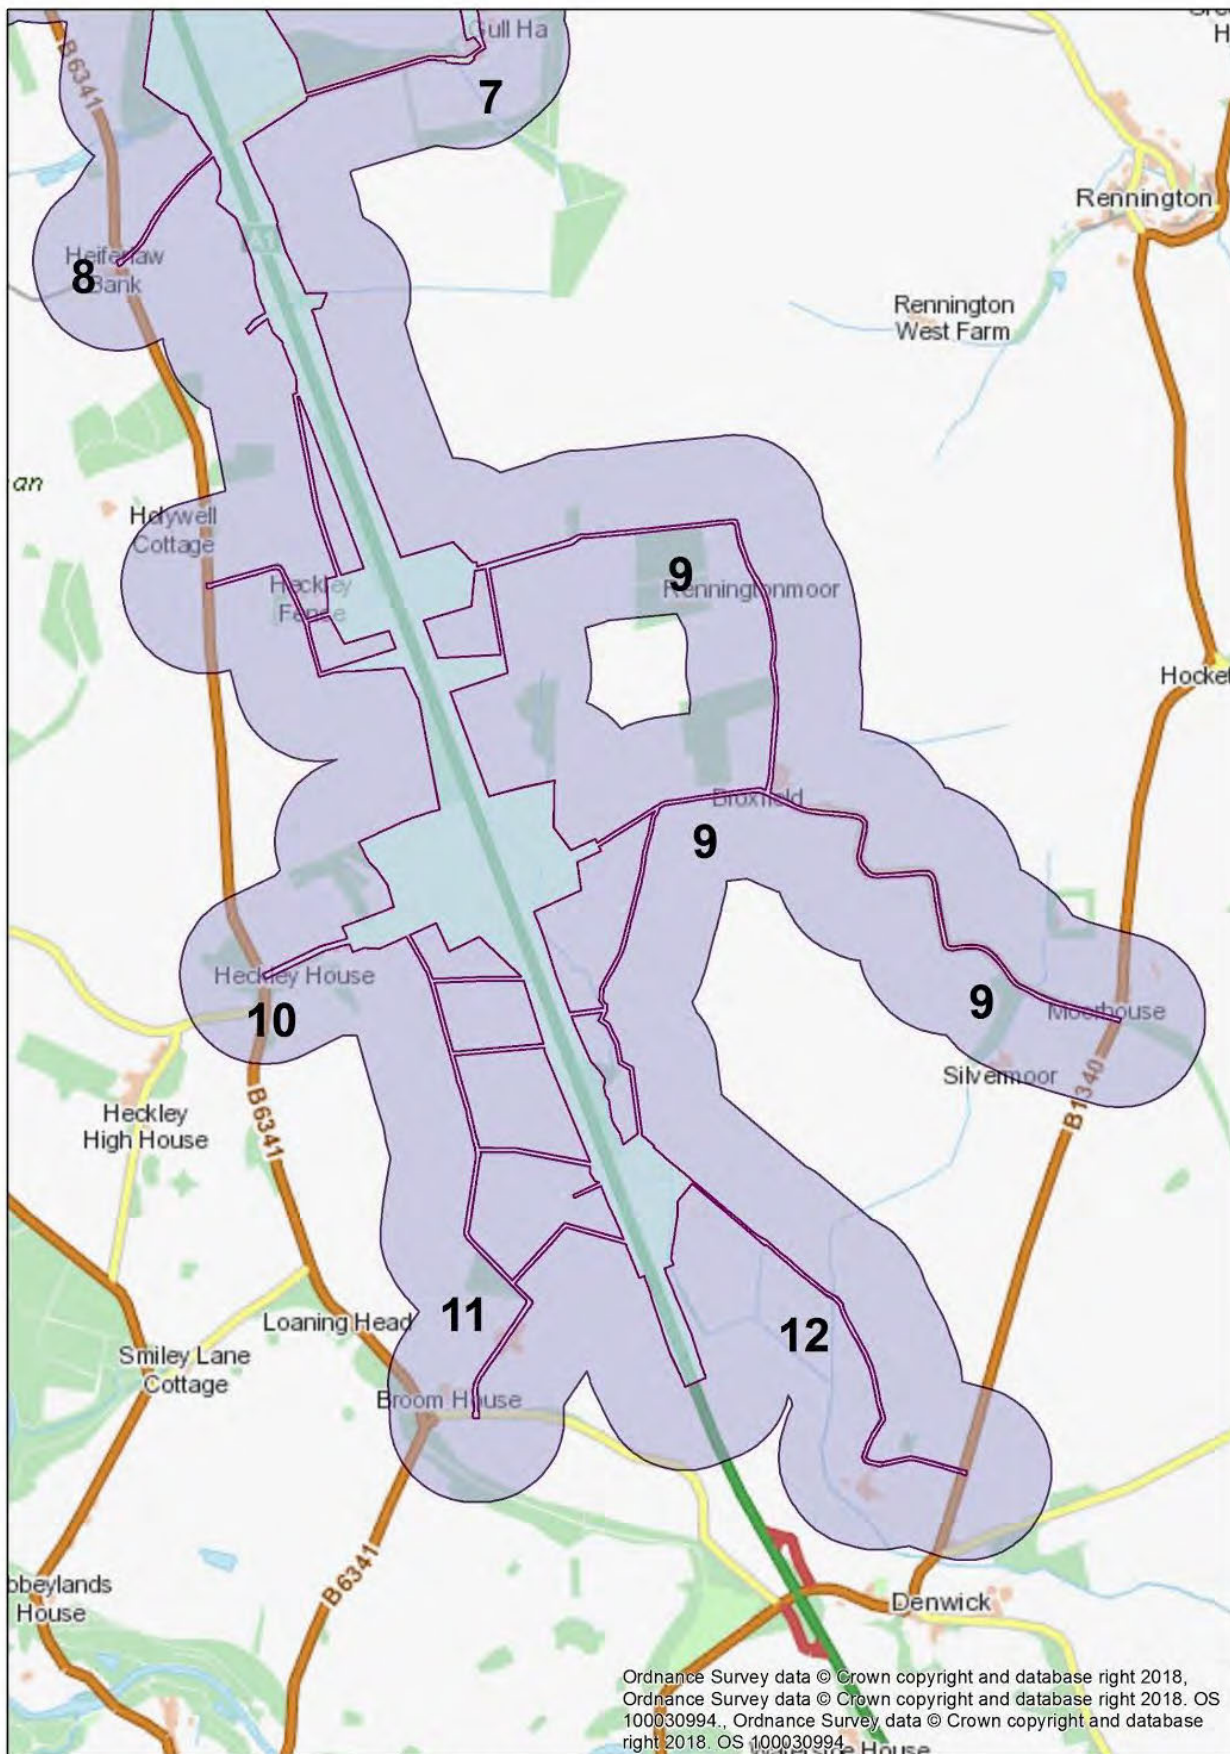 Gull Ha
H
7
B6341
Rennington
A1
Heiferlaw
8
Bank
Rennington
West Farm
an
Holywell
Cottage
9
Heckley
Fence
Renningtonmoor
Hocket
Broxfield
9
Heckley House
10
9
Moorhouse
Silvermoor
B1340
Heckley
High House
B6341
11
Loaning Head
12
Smiley Lane
Cottage
Broom House
B6341
bbeylands
House
Denwick
Ordnance Survey data © Crown copyright and database right 2018,
Ordnance Survey data © Crown copyright and database right 2018. OS
100030994., Ordnance Survey data © Crown copyright and database
right 2018. OS 100030994.
House